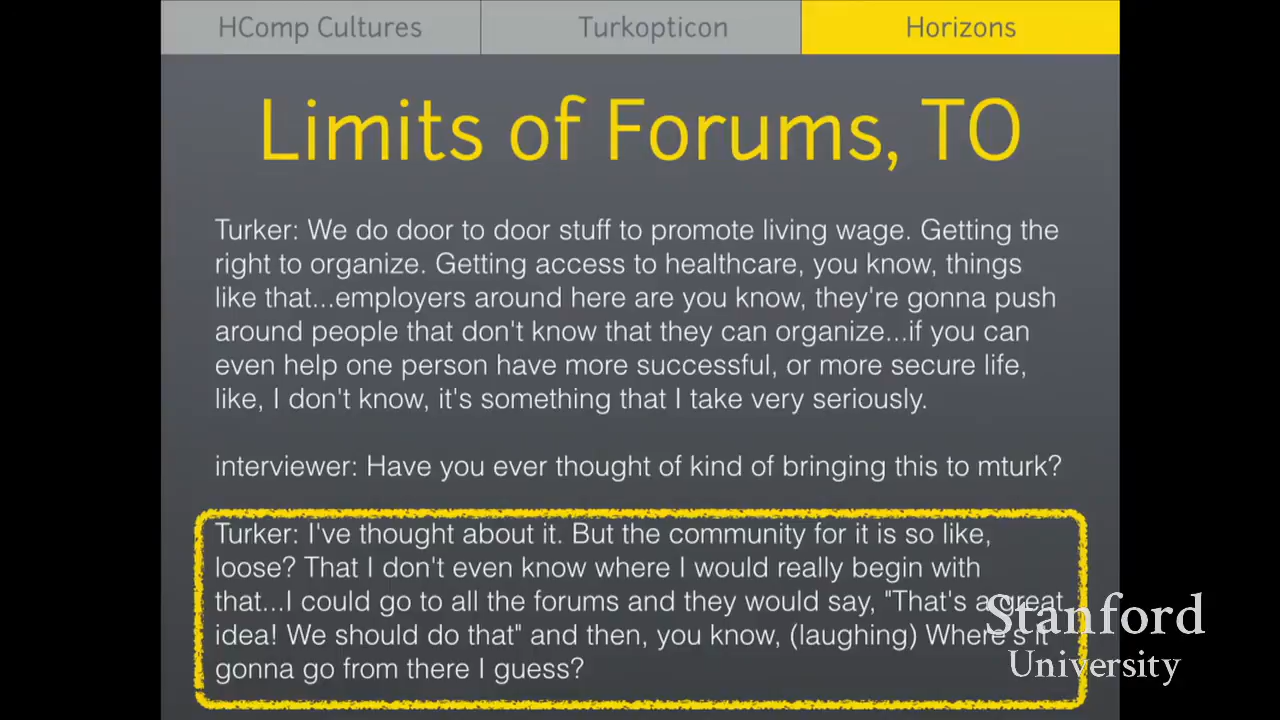 HComp Cultures
Turkopticon
Horizons
Limits of Forums, TO
Turker: We do door to door stuff to promote living wage. Getting the
right to organize. Getting access to healthcare, you know, things
like that...employers around here are you know, they're gonna push
around people that don't know that they can organize...if you can
even help one person have more successful, or more secure life,
like, I don't know, it's something that I take very seriously.
interviewer: Have you ever thought of kind of bringing this to mturk?
Turker: I've thought about it. But the community for it is so like,
loose? That I don't even know where I would really begin with
that...I could go to all the forums and they would say, "That's a great
idea! We should do that" and then, you know, (laughing) Where's it
gonna go from there I guess?
Stanford
University